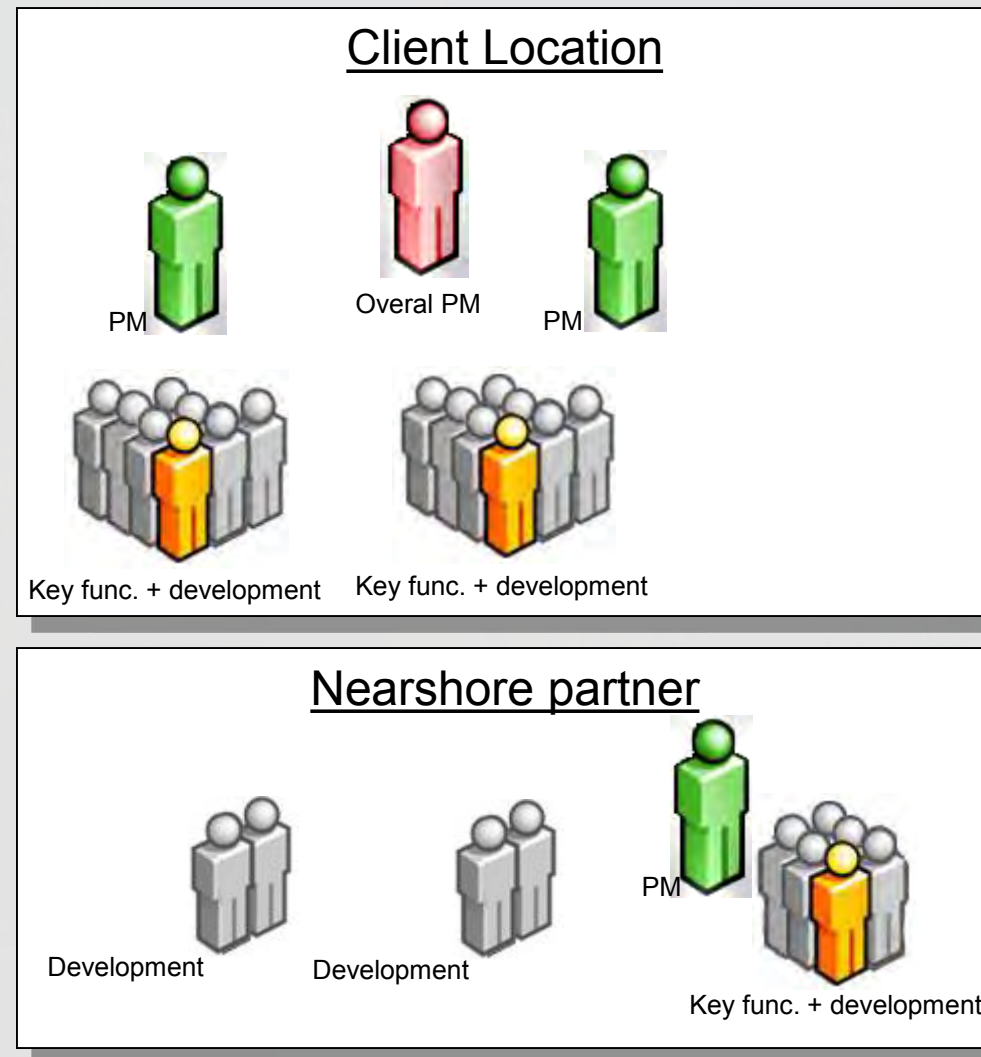 Client Location
Overal PM
PM
PM
Key func. + development
Key func. + development
Nearshore partner
PM
Development
Development
Key func. + development